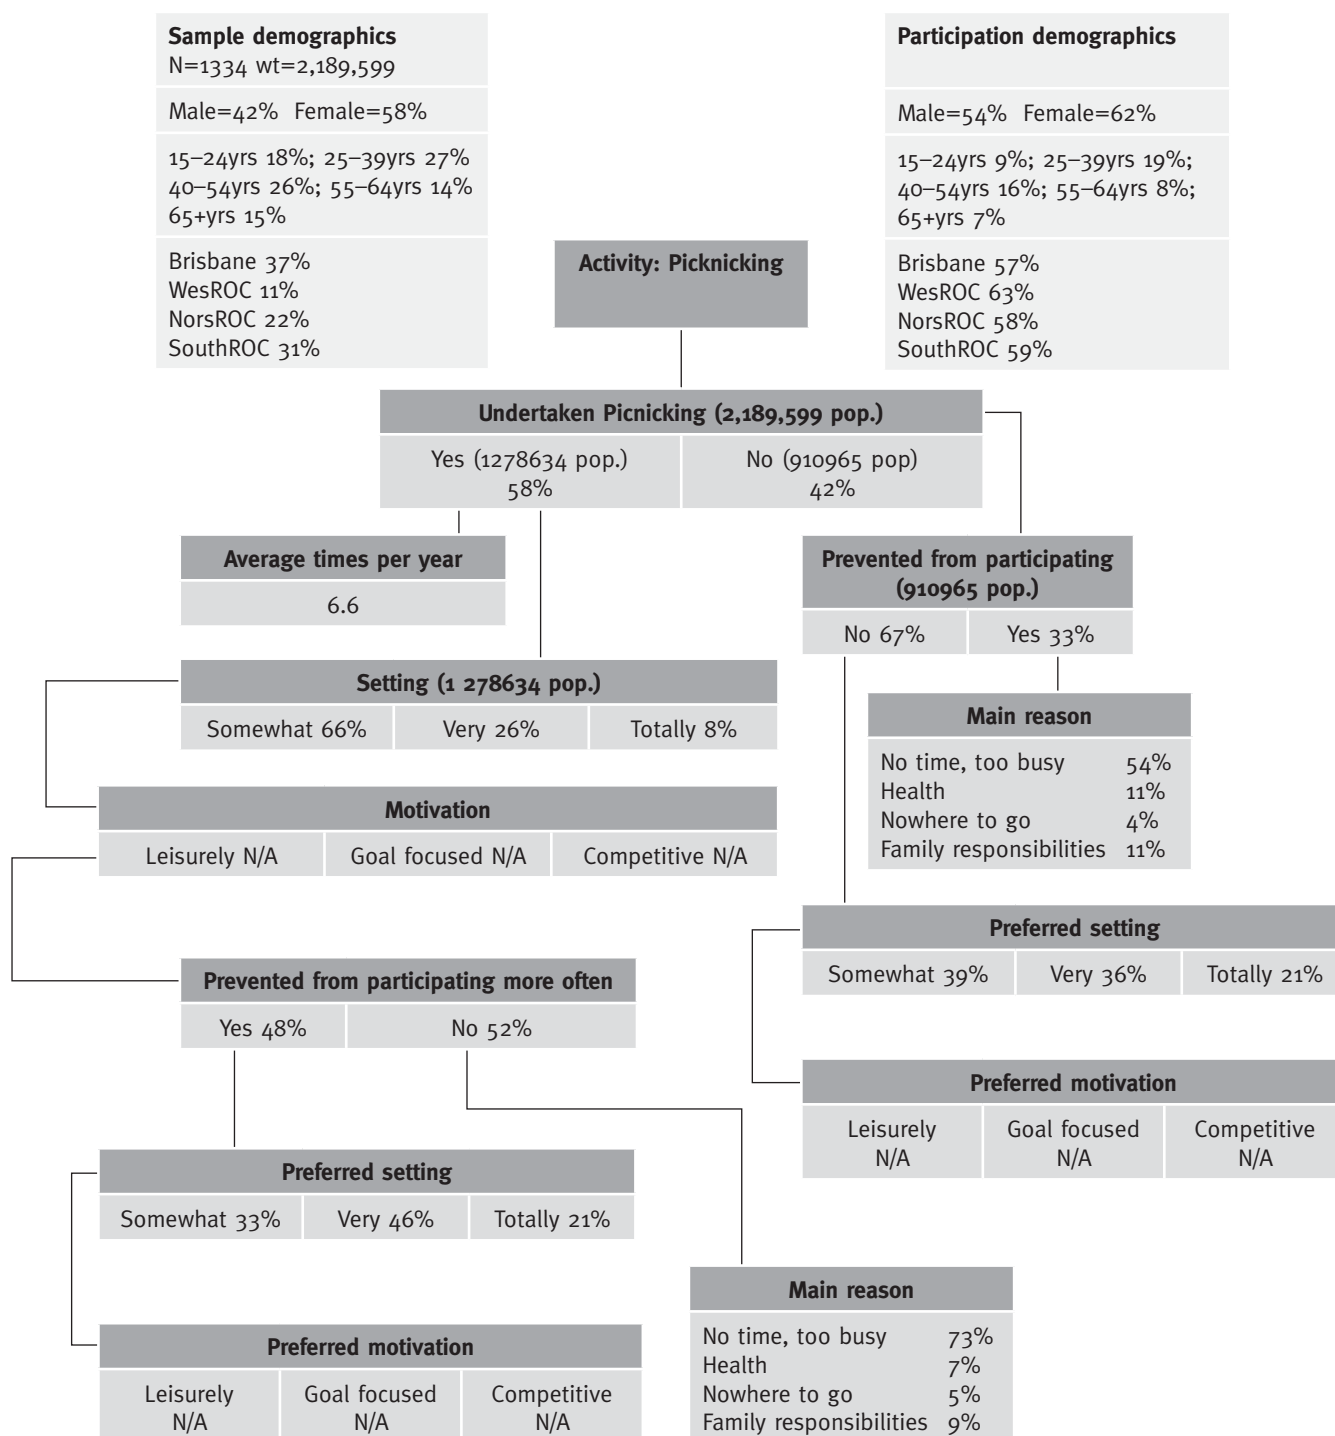 Sample demographics
N=1334 wt=2,189,599
Male=42% Female=58%
15–24yrs 18%; 25–39yrs 27%
40–54yrs 26%; 55–64yrs 14%
65+yrs 15%
Brisbane 37%
WesROC 11%
NorsROC 22%
SouthROC 31%
Participation demographics
Male=54% Female=62%
15–24yrs 9%; 25–39yrs 19%;
40–54yrs 16%; 55–64yrs 8%;
65+yrs 7%
Brisbane 57%
WesROC 63%
NorsROC 58%
SouthROC 59%
Activity: Picknicking
Undertaken Picnicking (2,189,599 pop.)
Yes (1278634 pop.)
58%
No (910965 pop)
42%
Average times per year
6.6
Prevented from participating
(910965 pop.)
No 67% Yes 33%
Setting (1 278634 pop.)
Somewhat 66% Very 26% Totally 8%
Main reason
No time, too busy 54%
Health 11%
Nowhere to go 4%
Family responsibilities 11%
Motivation
Leisurely N/A Goal focused N/A Competitive N/A
Preferred setting
Somewhat 39% Very 36% Totally 21%
Prevented from participating more often
Yes 48% No 52%
Preferred motivation
Leisurely
N/A
Goal focused
N/A
Competitive
N/A
Preferred setting
Somewhat 33% Very 46% Totally 21%
Main reason
No time, too busy 73%
Health 7%
Nowhere to go 5%
Family responsibilities 9%
Preferred motivation
Leisurely
N/A
Goal focused
N/A
Competitive
N/A